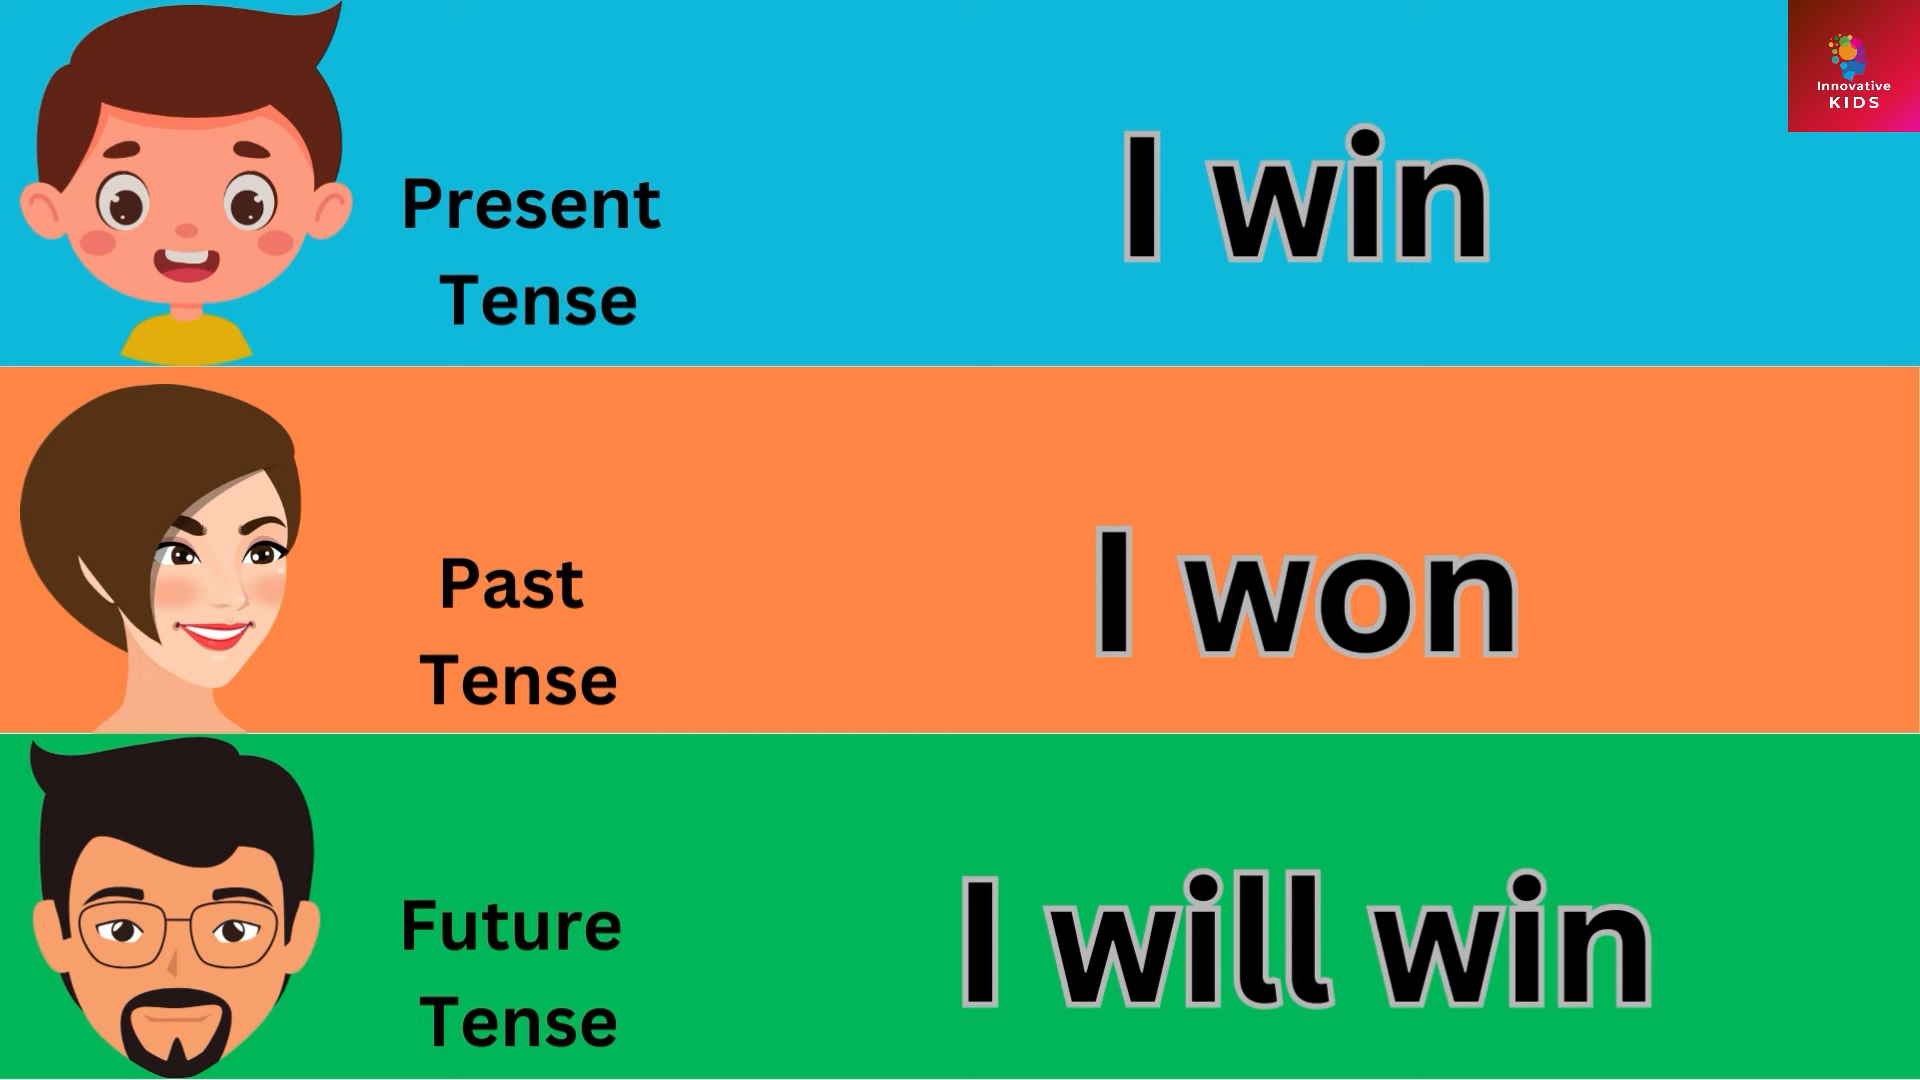 Innovative
KIDS
Present
Tense
I win
Past
Tense
I won
Future
Tense
I will win